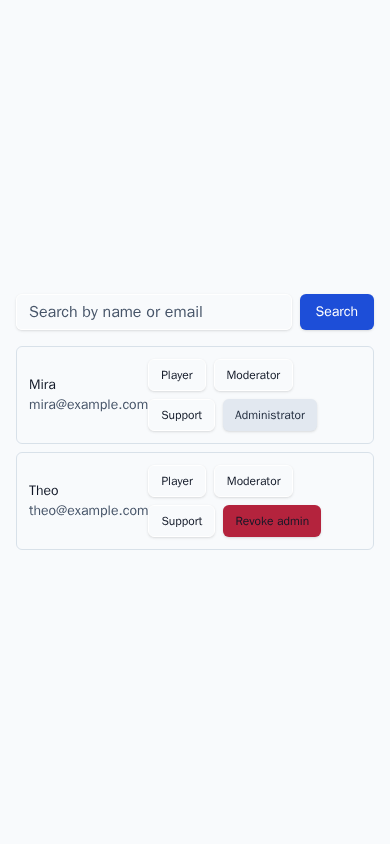 Search by name or email
Search
Mira
mira@example.com
Player
Moderator
Support
Administrator
Theo
theo@example.com
Player
Moderator
Support
Revoke admin